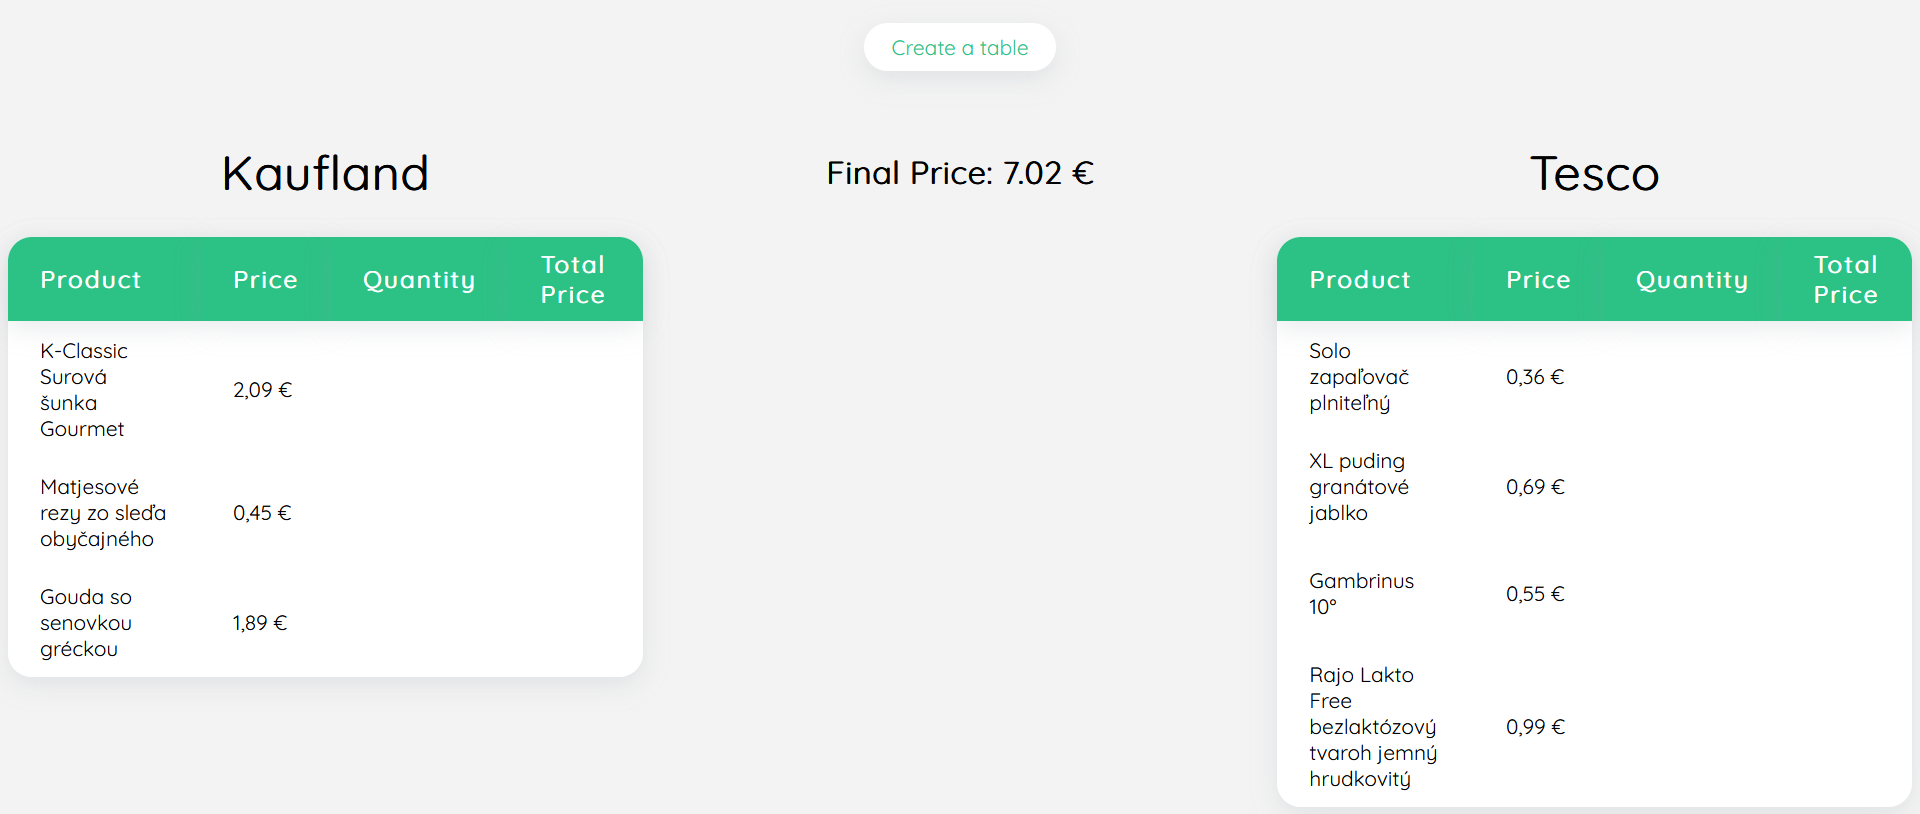 Create a table
Kaufland
Final Price: 7.02 €
Tesco
Product Price Quantity Total
Price
K-Classic
Surová
šunka
Gourmet
2,09 €
Matjesové
rezy zo sleďa
obyčajného
0,45 €
Gouda so
senovkou
gréckou
1,89 €
Product Price Quantity Total
Price
Solo
zapaľovač
plniteľný
0,36 €
XL puding
granátové
jablko
0,69 €
Gambrinus
10°
0,55 €
Rajo Lakto
Free
bezlaktózový
tvaroh jemný
hrudkovitý
0,99 €